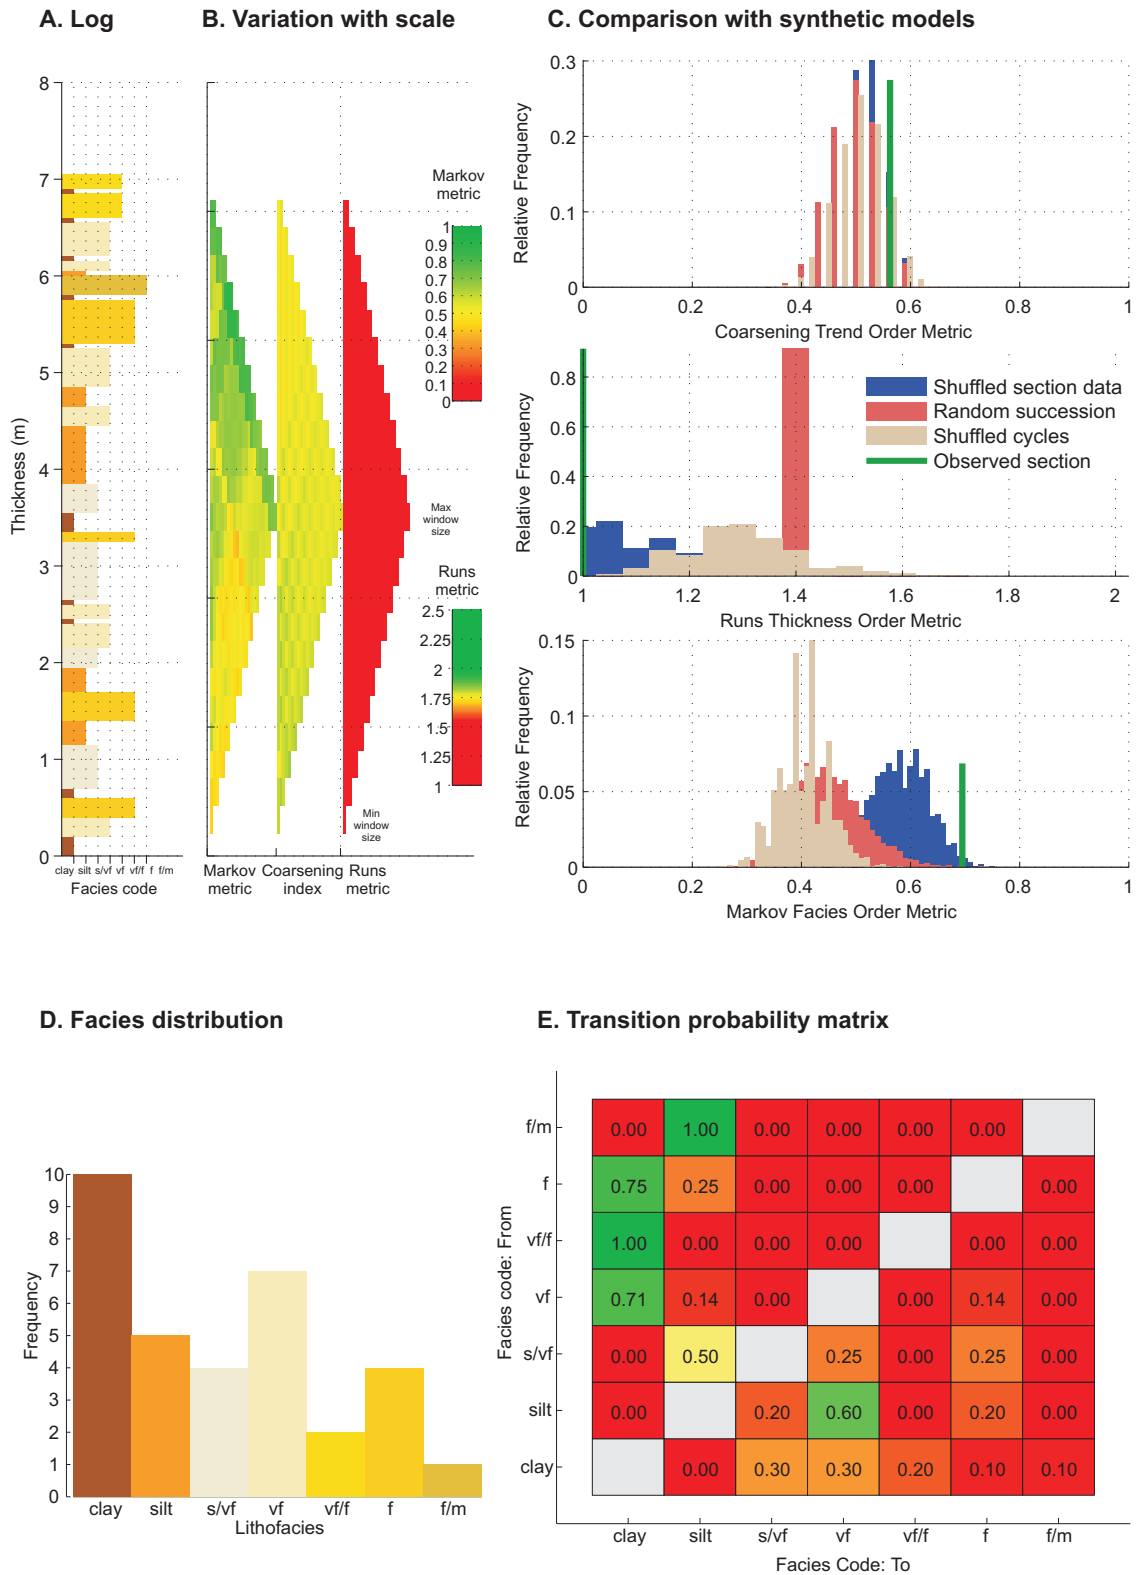 A. Log
B. Variation with scale
C. Comparison with synthetic models
8
7
6
5
4
3
2
1
0
Thickness (m)
clay silt s/vf vf vf/f f f/m
Facies code
Markov
metric
1
0.9
0.8
0.7
0.6
0.5
0.4
0.3
0.2
0.1
0
Max
window
size
Runs
metric
2.5
2.25
2
1.75
1.5
1.25
1
Min
window
size
Markov
metric
Coarsening
index
Runs
metric
0.3
0.2
0.1
0
Relative Frequency
0 0.2 0.4 0.6 0.8 1
Coarsening Trend Order Metric
0.8
0.6
0.4
0.2
0
Relative Frequency
Shuffled section data
Random succession
Shuffled cycles
Observed section
1 1.2 1.4 1.6 1.8 2
Runs Thickness Order Metric
0.15
0.1
0.05
0
Relative Frequency
0 0.2 0.4 0.6 0.8 1
Markov Facies Order Metric
D. Facies distribution
10
9
8
7
6
5
4
3
2
1
0
Frequency
clay silt s/vf vf vf/f f f/m
Lithofacies
E. Transition probability matrix
Facies code: From
f/m 0.00 1.00 0.00 0.00 0.00 0.00
f 0.75 0.25 0.00 0.00 0.00 0.00
vf/f 1.00 0.00 0.00 0.00 0.00 0.00
vf 0.71 0.14 0.00 0.00 0.14 0.00
s/vf 0.00 0.50 0.25 0.00 0.25 0.00
silt 0.00 0.20 0.60 0.00 0.20 0.00
clay 0.00 0.30 0.30 0.20 0.10 0.10
clay silt s/vf vf vf/f f f/m
Facies Code: To